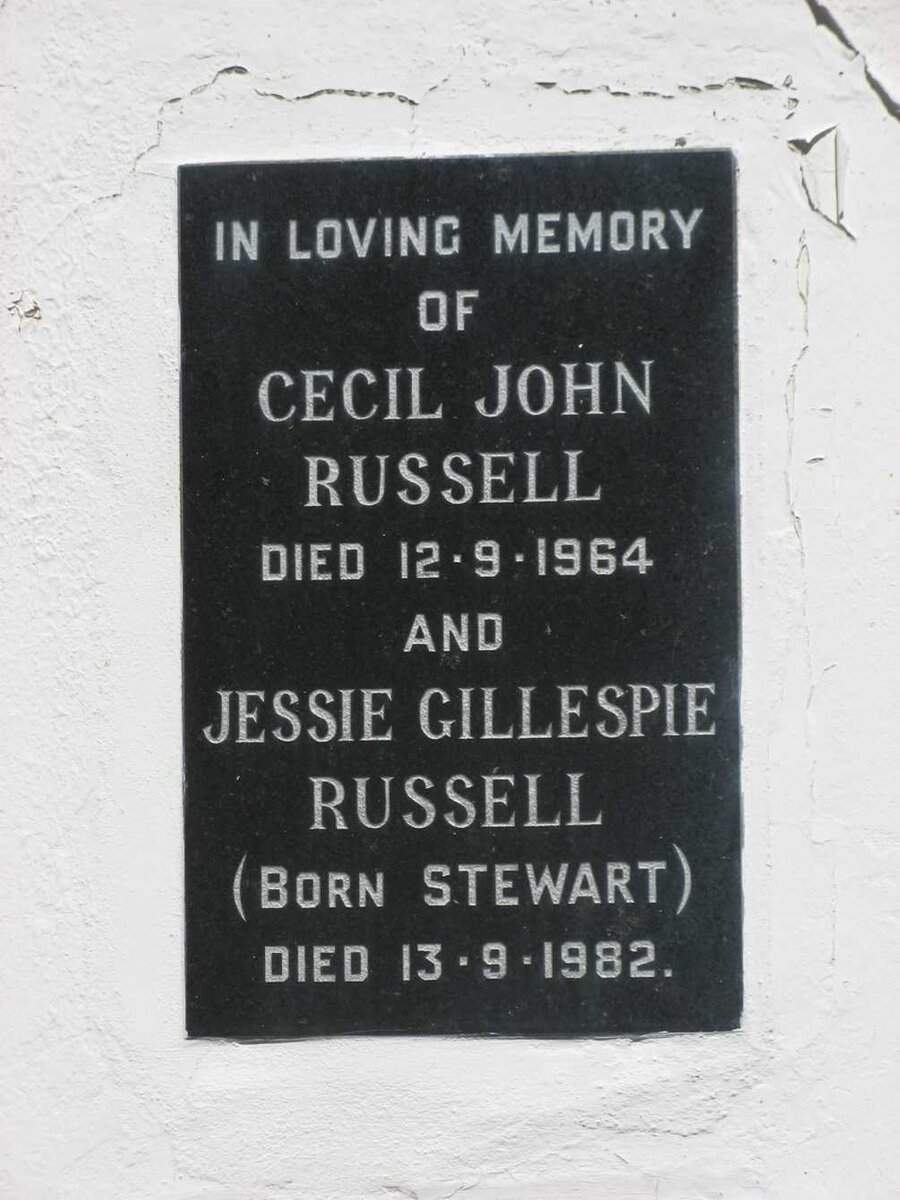 IN LOVING MEMORY
OF
CECIL JOHN
RUSSELL
DIED 12·9·1964
AND
JESSIE GILLESPIE
RUSSELL
(BORN STEWART)
DIED 13·9·1982.